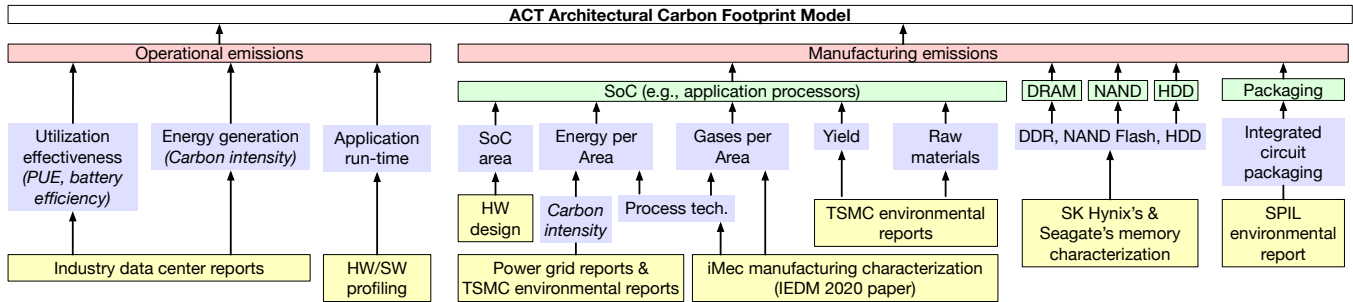 ACT Architectural Carbon Footprint Model
Operational emissions
Manufacturing emissions
SoC (e.g., application processors)
DRAM
NAND
HDD
Packaging
Utilization
effectiveness
(PUE, battery
efficiency)
Energy generation
(Carbon intensity)
Application
run-time
SoC
area
Energy per
Area
Gases per
Area
Yield
Raw
materials
DDR, NAND Flash, HDD
Integrated
circuit
packaging
HW
design
Carbon
intensity
Process tech.
TSMC environmental
reports
SK Hynix's &
Seagate's memory
characterization
SPIL
environmental
report
Industry data center reports
HW/SW
profiling
Power grid reports &
TSMC environmental reports
iMec manufacturing characterization
(IEDM 2020 paper)